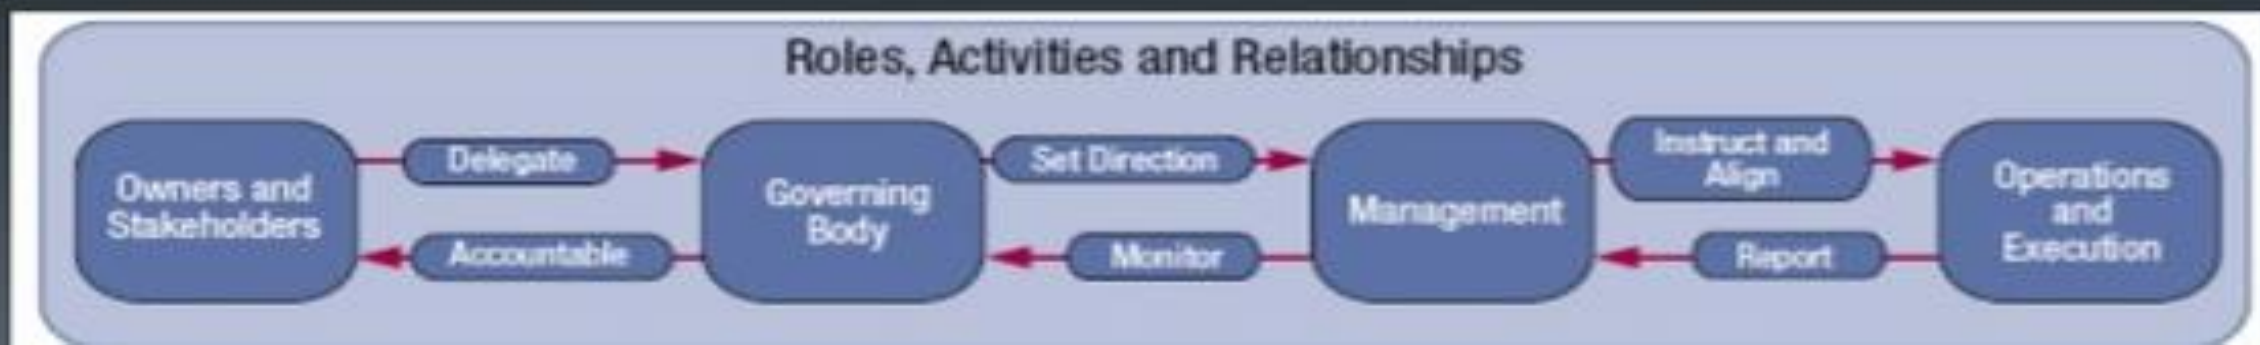 Roles, Activities and Relationships
Owners and
Stakeholders
Delegate
Accountable
Governing
Body
Set Direction
Monitor
Management
Instruct and
Align
Report
Operations
and
Execution